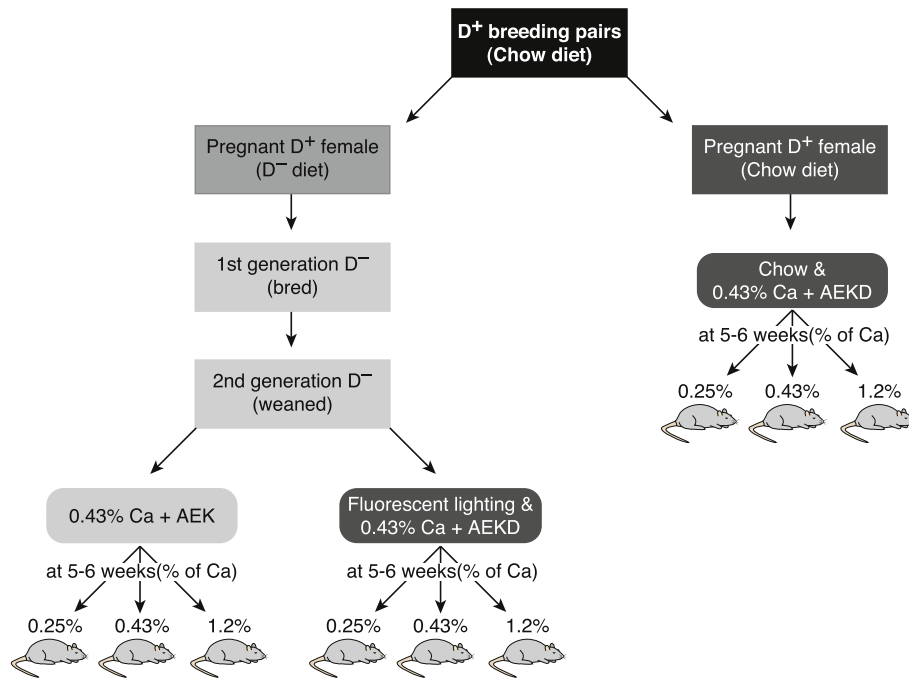 D+ breeding pairs
(Chow diet)
Pregnant D+ female
(D− diet)
Pregnant D+ female
(Chow diet)
1st generation D−
(bred)
Chow &
0.43% Ca + AEKD
at 5-6 weeks(% of Ca)
0.25% 0.43% 1.2%
2nd generation D−
(weaned)
0.43% Ca + AEK
Fluorescent lighting &
0.43% Ca + AEKD
at 5-6 weeks(% of Ca)
at 5-6 weeks(% of Ca)
0.25% 0.43% 1.2%
0.25% 0.43% 1.2%